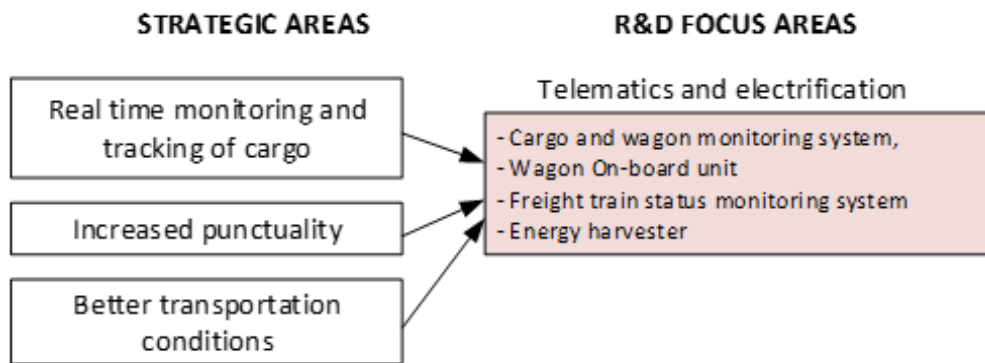 STRATEGIC AREAS
R&D FOCUS AREAS
Real time monitoring and
tracking of cargo
Increased punctuality
Better transportation
conditions
Telematics and electrification
- Cargo and wagon monitoring system,
- Wagon On-board unit
- Freight train status monitoring system
- Energy harvester